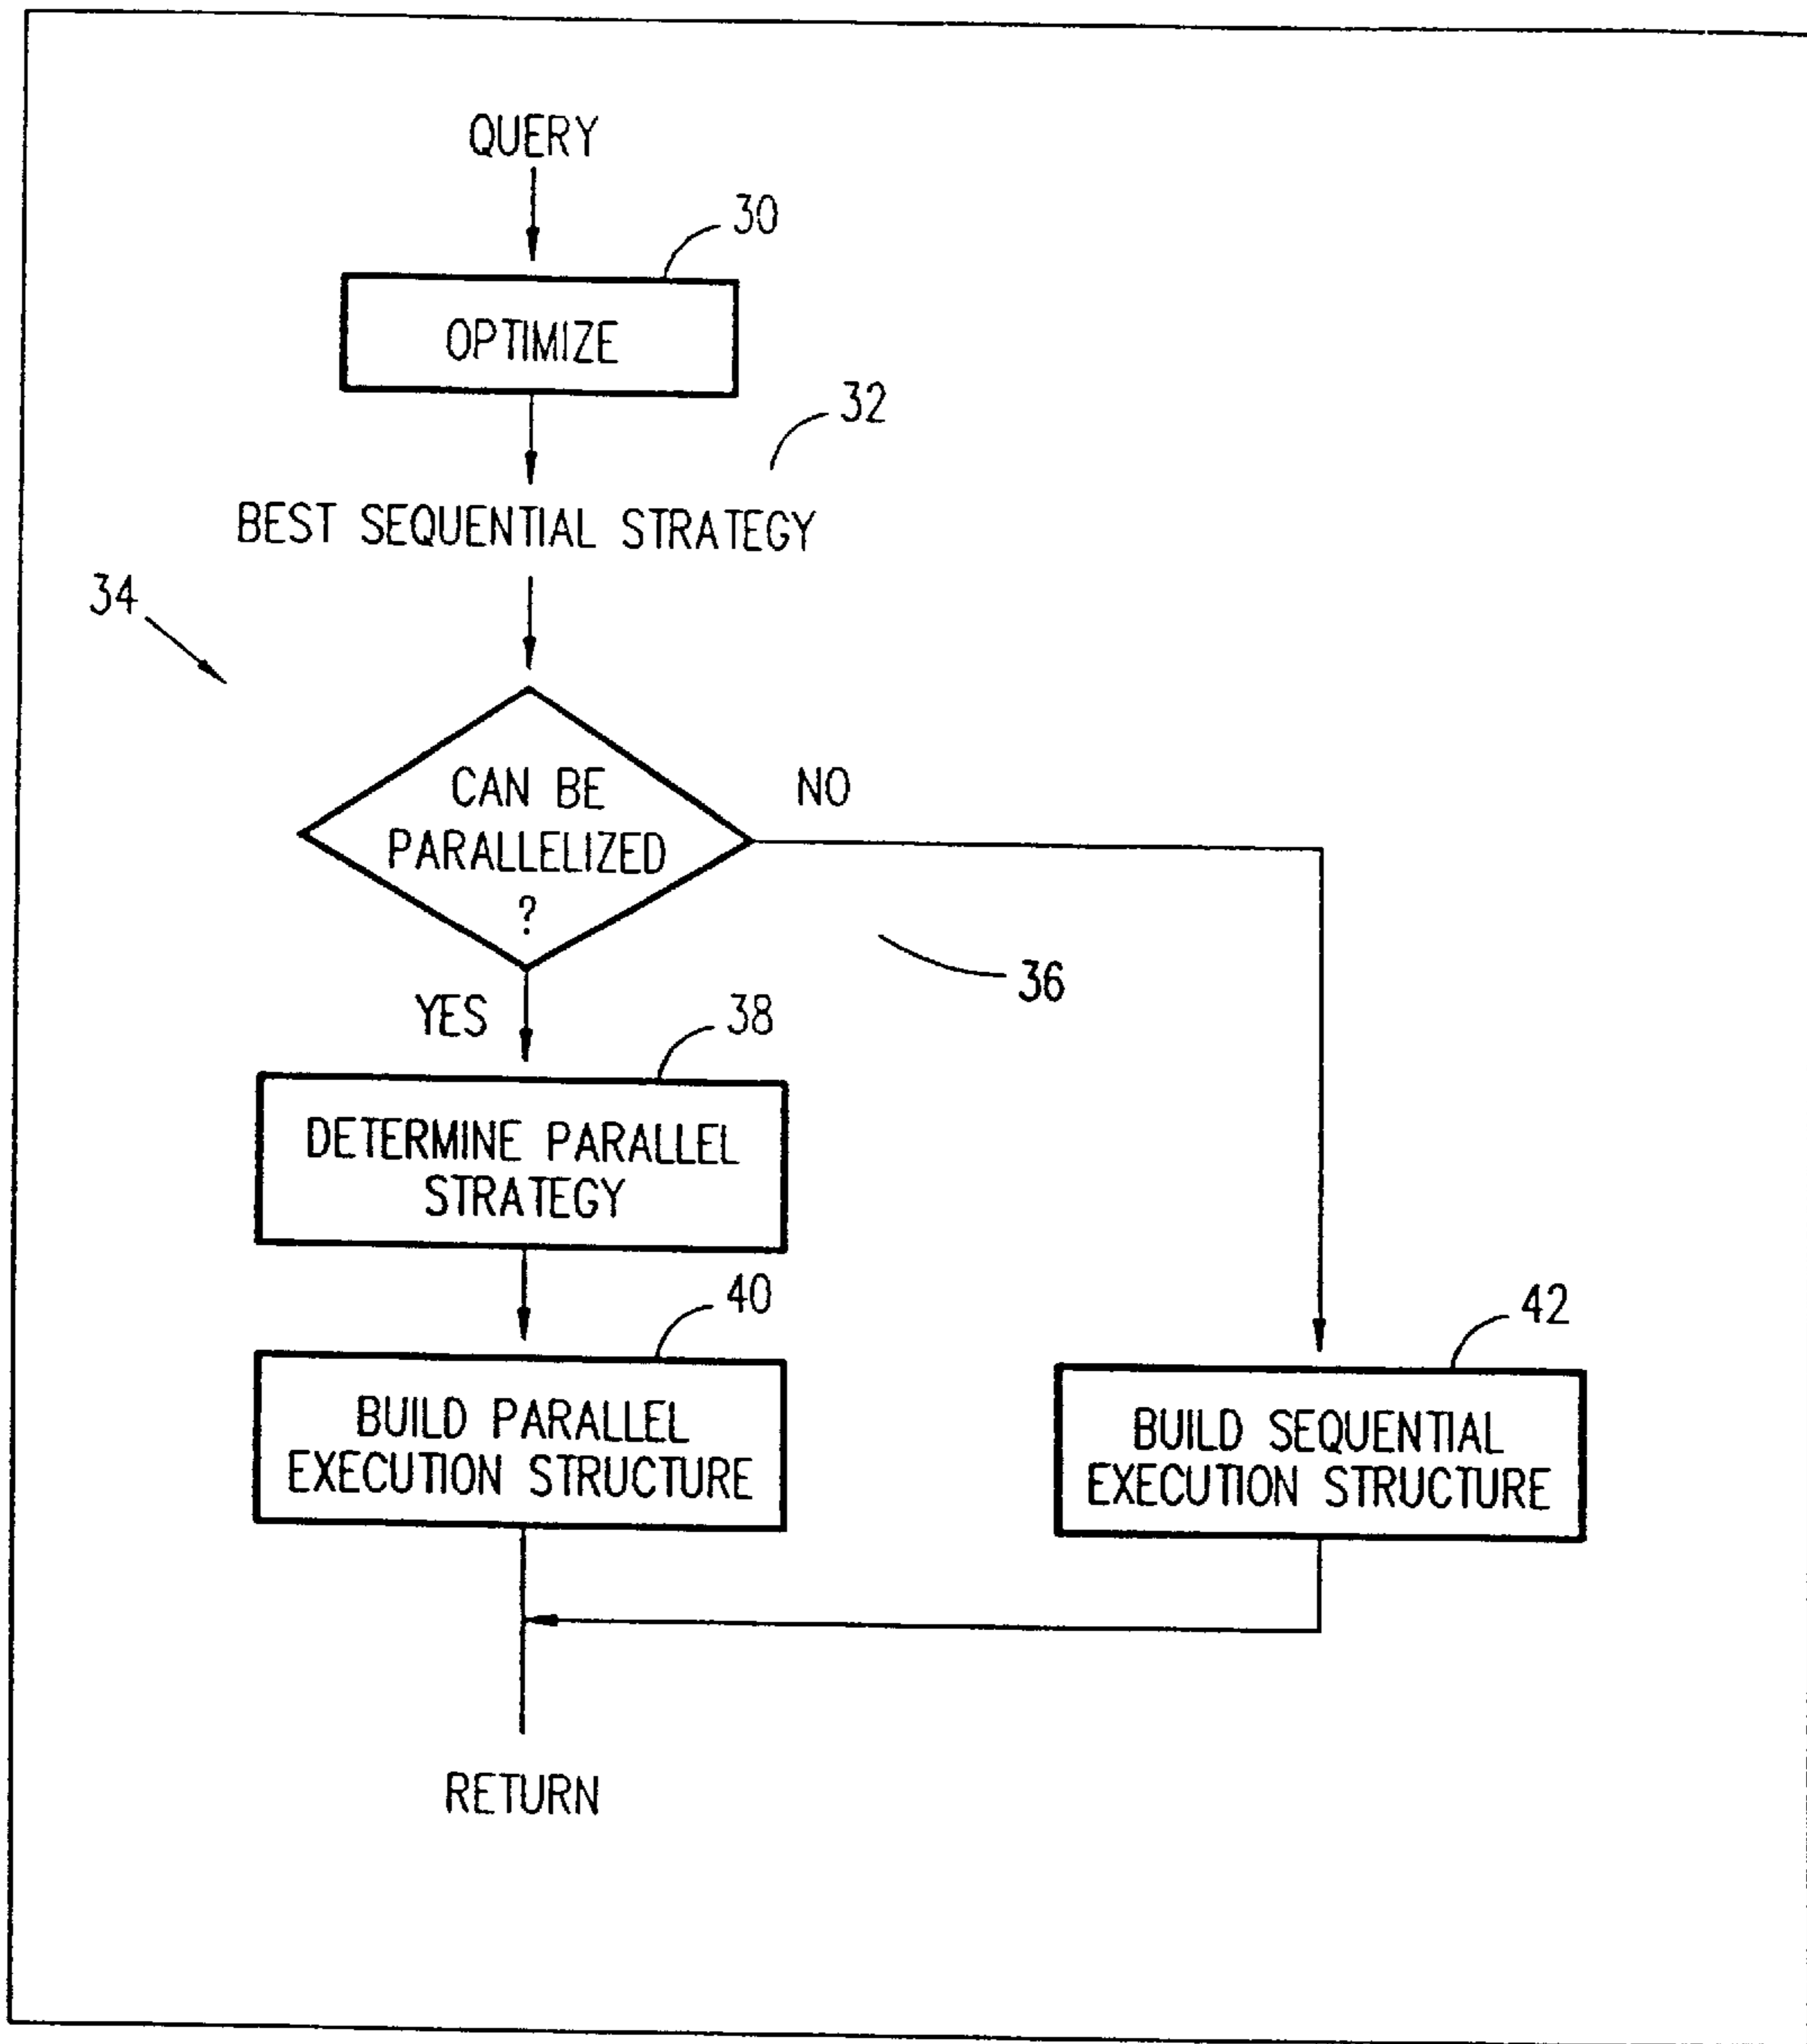 QUERY
30
OPTIMIZE
32
BEST SEQUENTIAL STRATEGY
34
CAN BE
PARALLELIZED
?
NO
36
YES
38
DETERMINE PARALLEL
STRATEGY
40
BUILD PARALLEL
EXECUTION STRUCTURE
42
BUILD SEQUENTIAL
EXECUTION STRUCTURE
RETURN